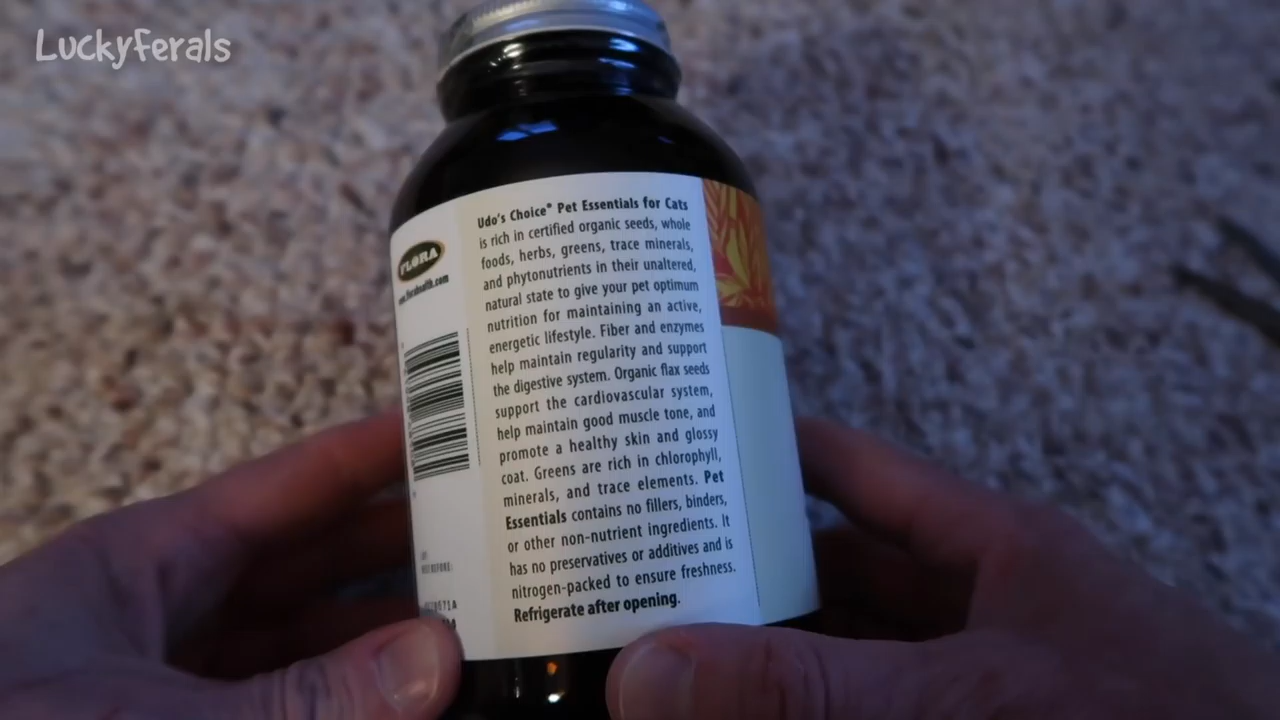 LuckyFerals
FLORA
Udo's Choice® Pet Essentials for Cats
is rich in certified organic seeds, whole
foods, herbs, greens, trace minerals,
and phytonutrients in their unaltered,
natural state to give your pet optimum
nutrition for maintaining an active,
energetic lifestyle. Fiber and enzymes
help maintain regularity and support
the digestive system. Organic flax seeds
support the cardiovascular system,
help maintain good muscle tone, and
promote a healthy skin and glossy
coat. Greens are rich in chlorophyll,
minerals, and trace elements. Pet
Essentials contains no fillers, binders,
or other non-nutrient ingredients. It
has no preservatives or additives and is
nitrogen-packed to ensure freshness.
Refrigerate after opening.